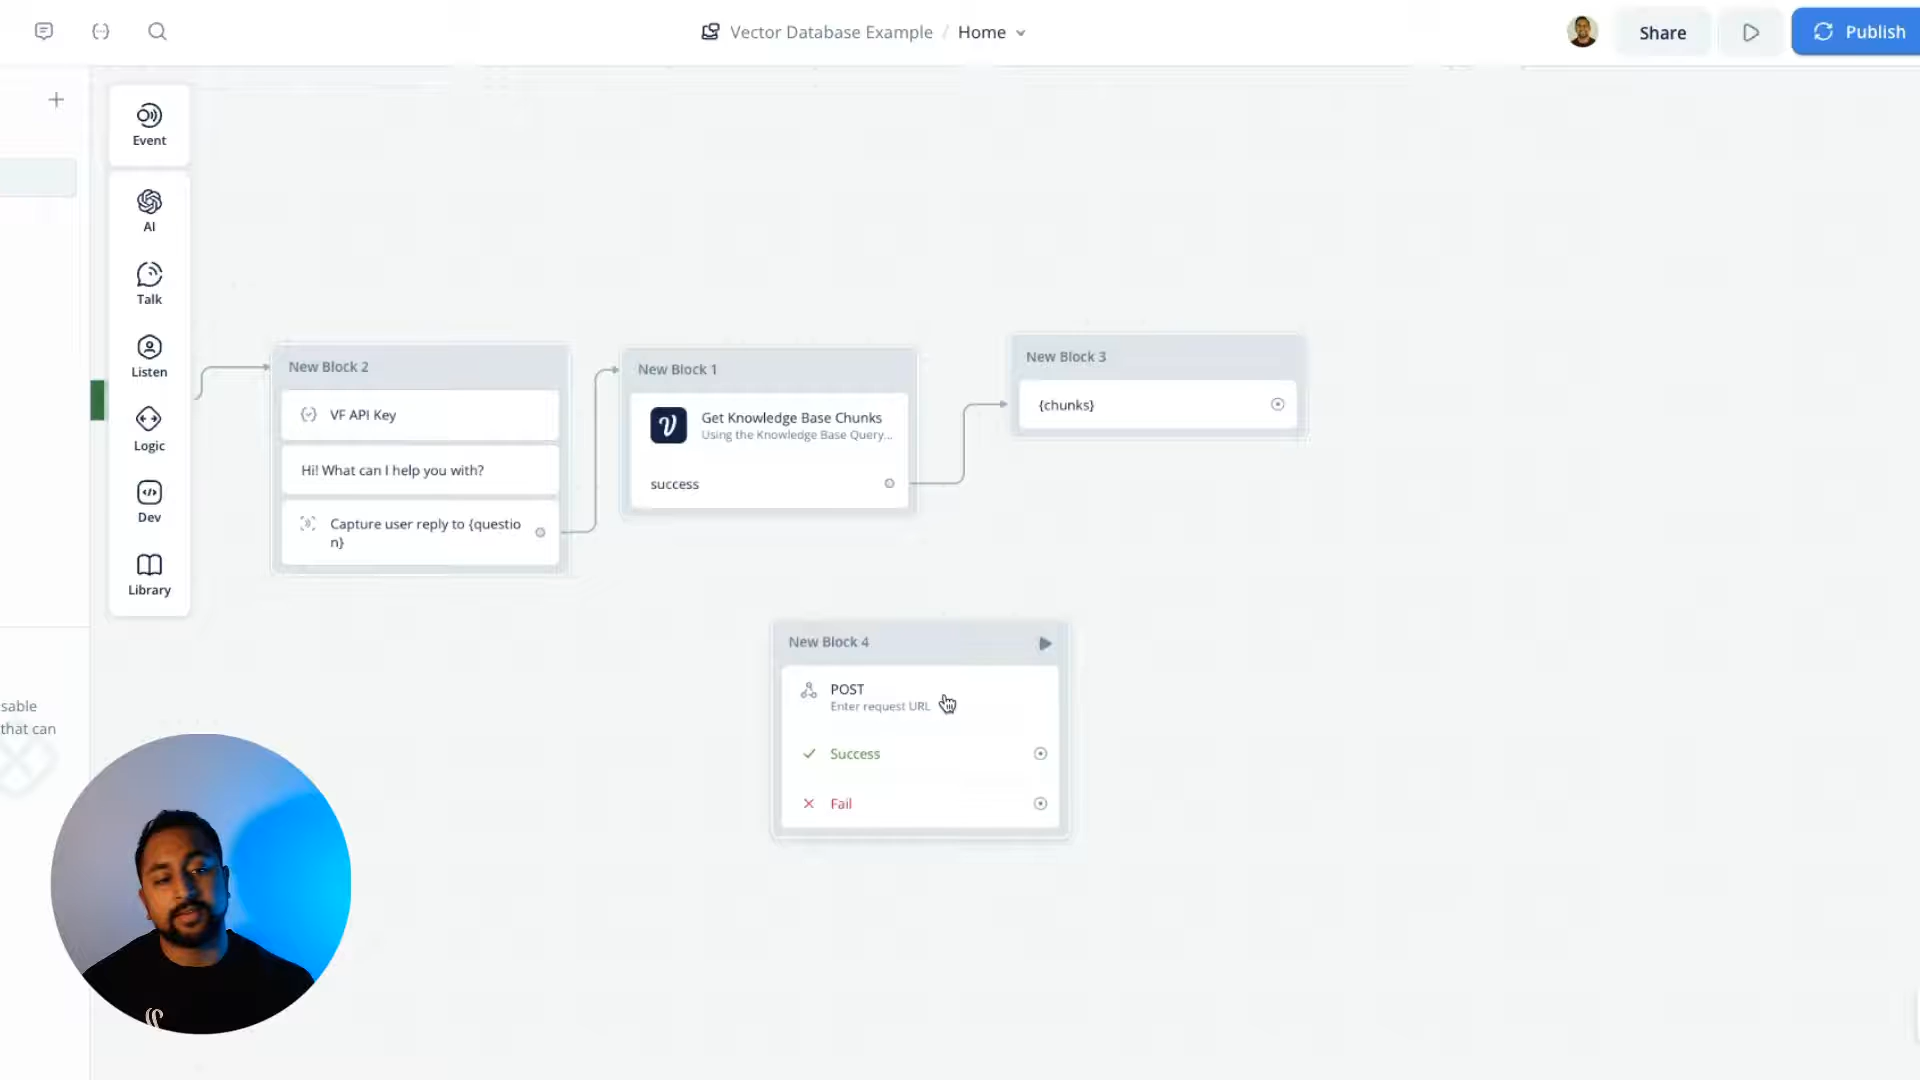 Vector Database Example / Home
Share
Publish
Event
AI
Talk
Listen
Logic
Dev
Library
New Block 2
VF API Key
Hi! What can I help you with?
Capture user reply to {questio
n}
New Block 1
Get Knowledge Base Chunks
Using the Knowledge Base Query...
success
New Block 3
{chunks}
New Block 4
POST
Enter request URL
Success
Fail
sable
that can